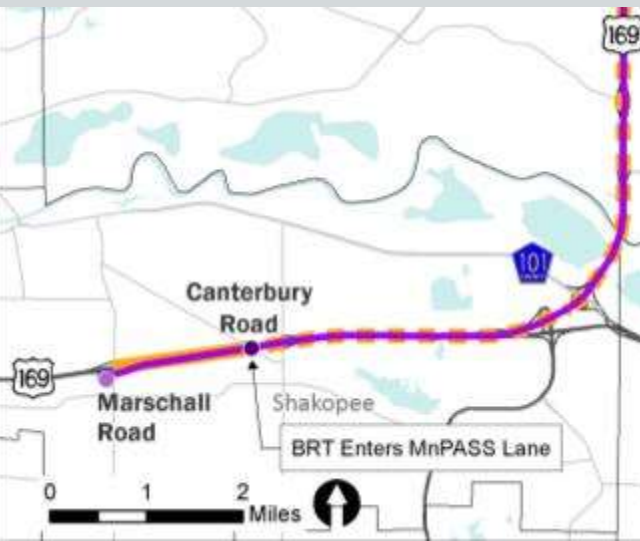 169
101
Canterbury
Road
169
Marschall
Road
Shakopee
BRT Enters MnPASS Lane
0 1 2
Miles